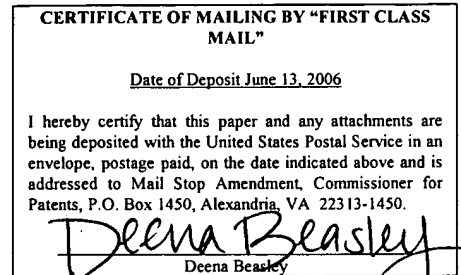 CERTIFICATE OF MAILING BY “FIRST CLASS
MAIL”
Date of Deposit June 13, 2006
I hereby certify that this paper and any attachments are
being deposited with the United States Postal Service in an
envelope, postage paid, on the date indicated above and is
addressed to Mail Stop Amendment, Commissioner for
Patents, P.O. Box 1450, Alexandria, VA 22313-1450.
Deena Beasley
Deena Beasley